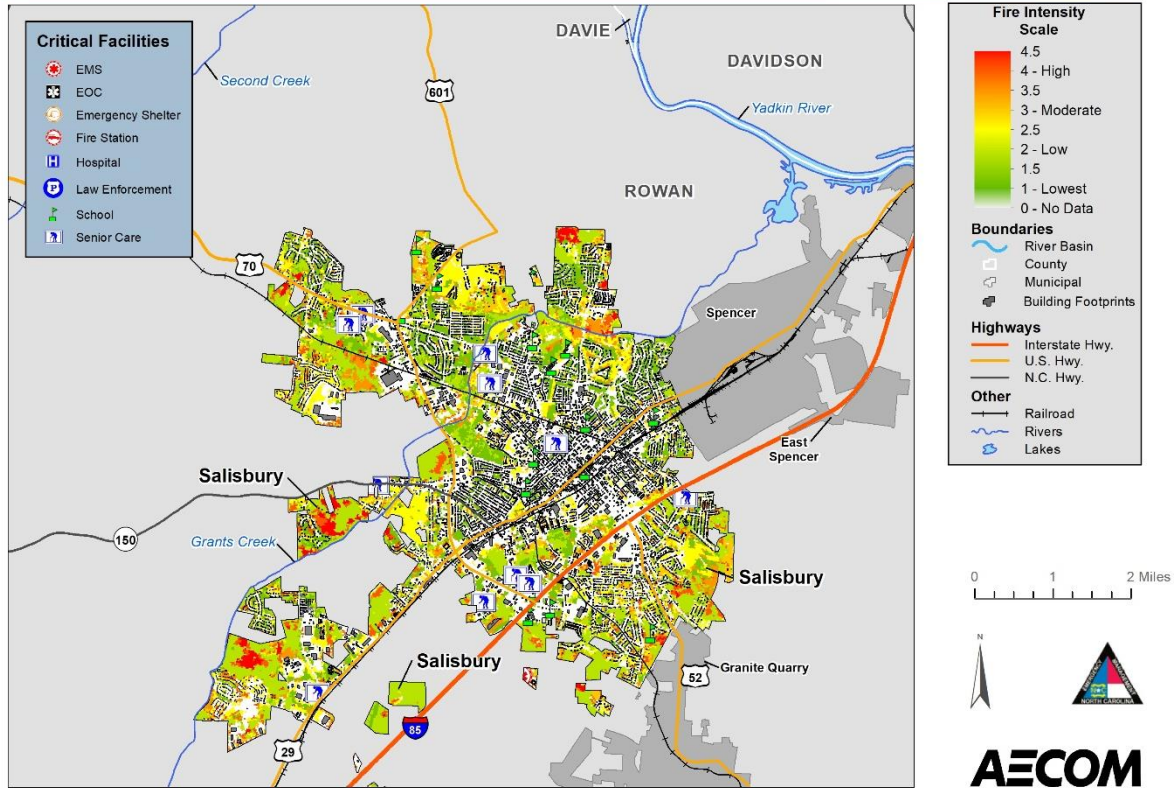 Critical Facilities
EMS
EOC
Emergency Shelter
Fire Station
Hospital
Law Enforcement
School
Senior Care
DAVIE
DAVIDSON
Second Creek
601
Yadkin River
ROWAN
70
Spencer
East
Spencer
Salisbury
150
Grants Creek
Salisbury
Salisbury
Granite Quarry
52
85
29
Fire Intensity
Scale
4.5
4 - High
3.5
3 - Moderate
2.5
2 - Low
1.5
1 - Lowest
0 - No Data
Boundaries
River Basin
County
Municipal
Building Footprints
Highways
Interstate Hwy.
U.S. Hwy.
N.C. Hwy.
Other
Railroad
Rivers
Lakes
0 1 2 Miles
N
NORTH CAROLINA
AECOM